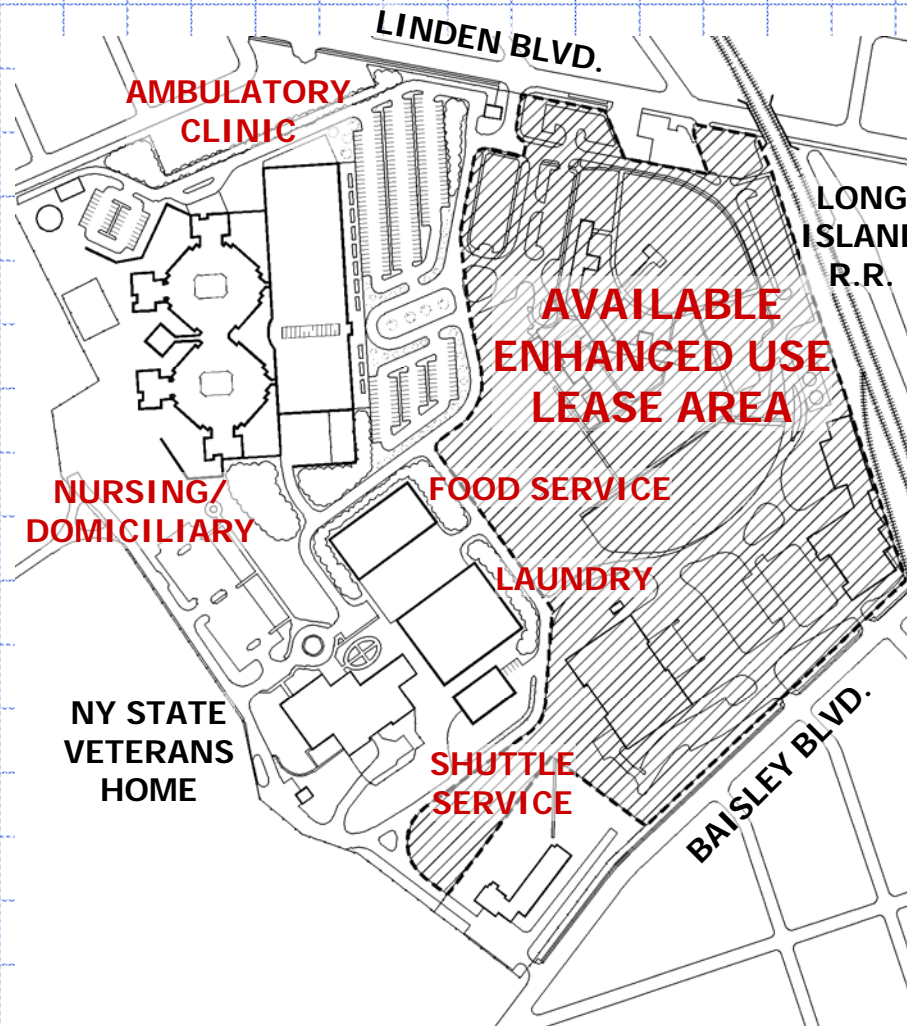 LINDEN BLVD.
AMBULATORY
CLINIC
LONG
ISLAN
R.R.
AVAILABLE
ENHANCED USE
LEASE AREA
NURSING/
DOMICILIARY
FOOD SERVICE
LAUNDRY
NY STATE
VETERANS
HOME
SHUTTLE
SERVICE
BAISLEY BLVD.